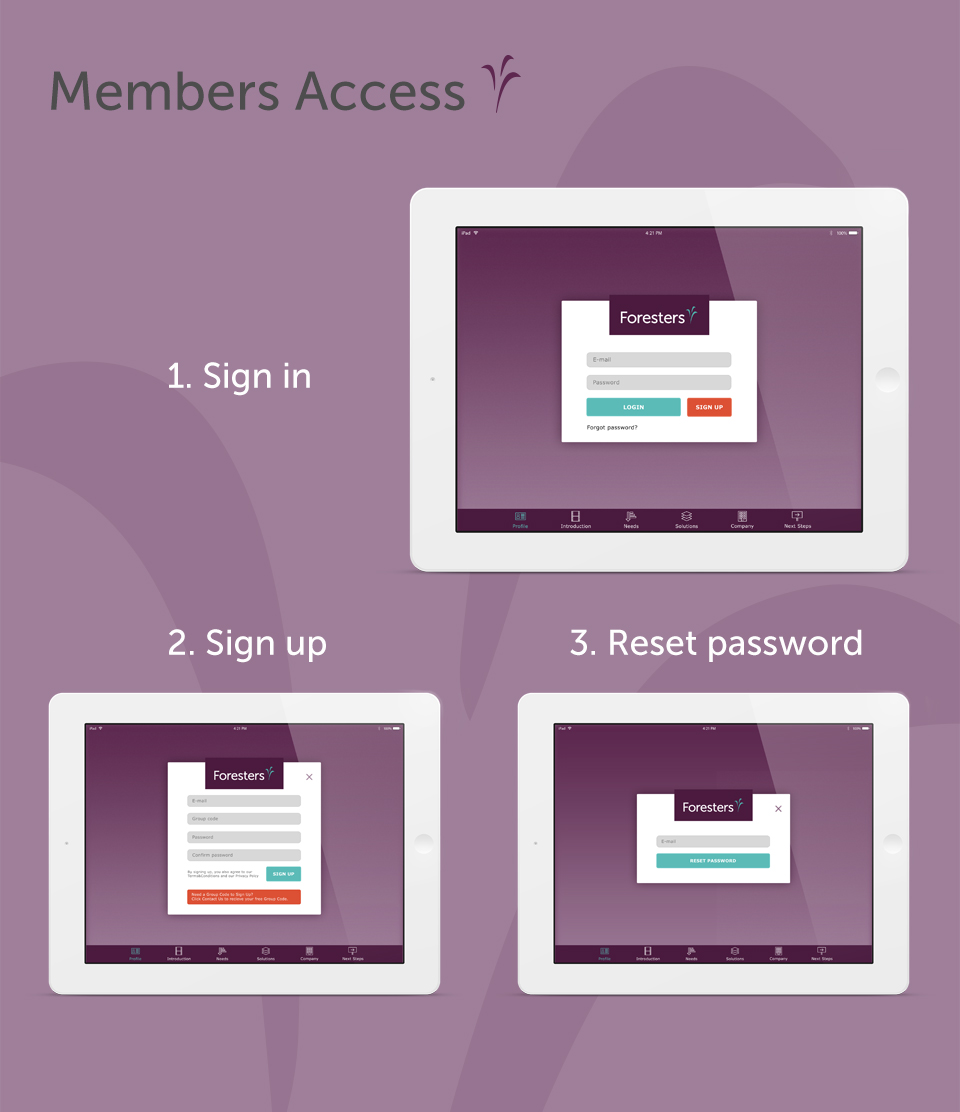 Members Access
1. Sign in
iPad
4:21 PM
100%
Foresters
E-mail
Password
LOGIN
SIGN UP
Forgot password?
Profile
Introduction
Needs
Solutions
Company
Next Steps
2. Sign up
iPad
4:21 PM
100%
Foresters
E-mail
Group code
Password
Confirm password
By signing up, you also agree to our
Terms&Conditions and our Privacy Policy
SIGN UP
Need a Group Code to Sign Up?
Click Contact Us to receive your free Group Code.
Profile
Introduction
Needs
Solutions
Company
Next Steps
3. Reset password
iPad
4:21 PM
100%
Foresters
E-mail
RESET PASSWORD
Profile
Introduction
Needs
Solutions
Company
Next Steps